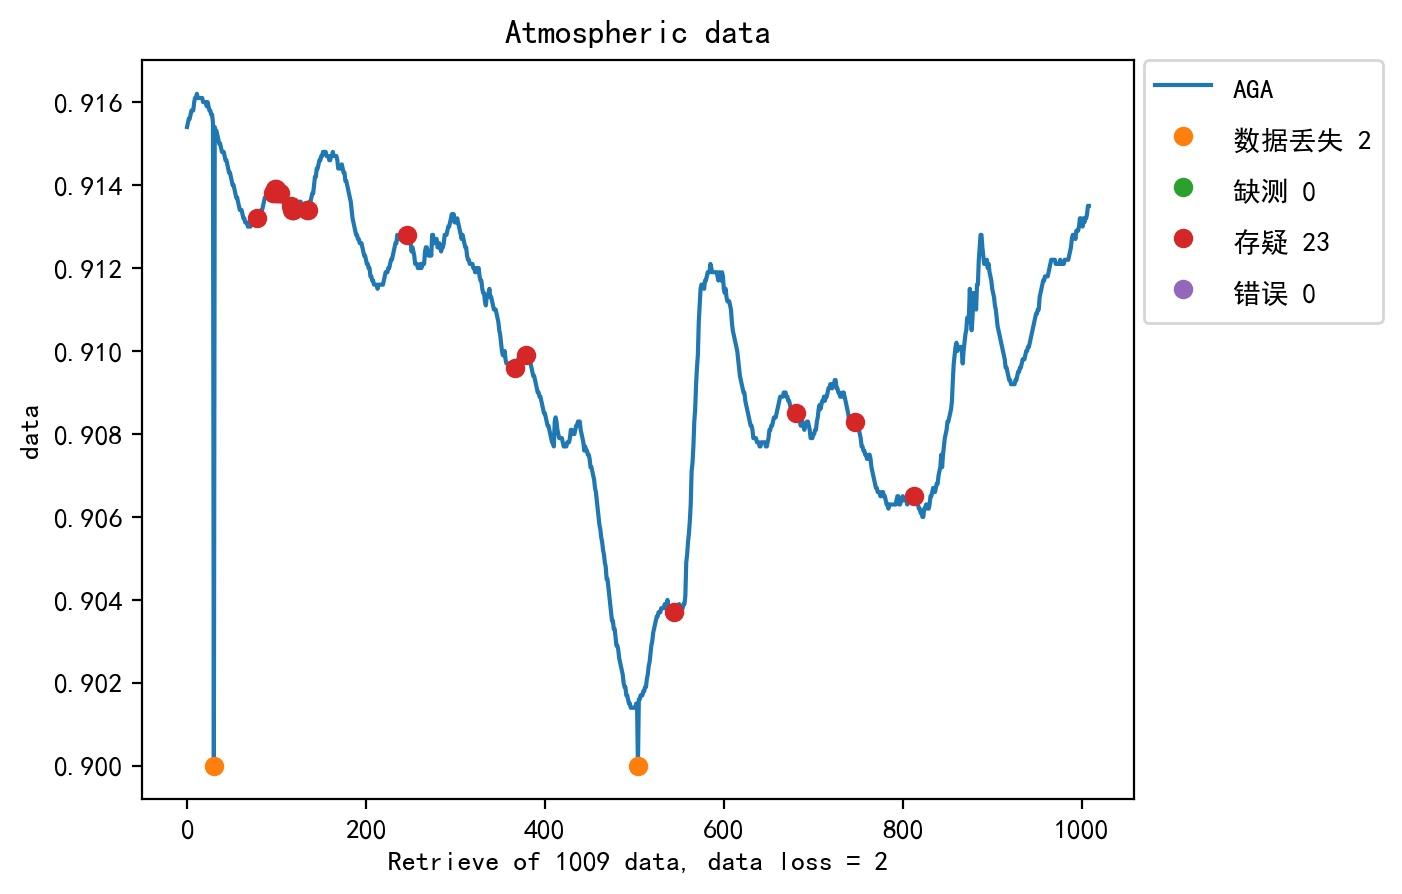 Atmospheric data
AGA
数据丢失 2
缺测 0
存疑 23
错误 0
0.916
0.914
0.912
0.910
0.908
0.906
0.904
0.902
0.900
data
0 200 400 600 800 1000
Retrieve of 1009 data, data loss = 2